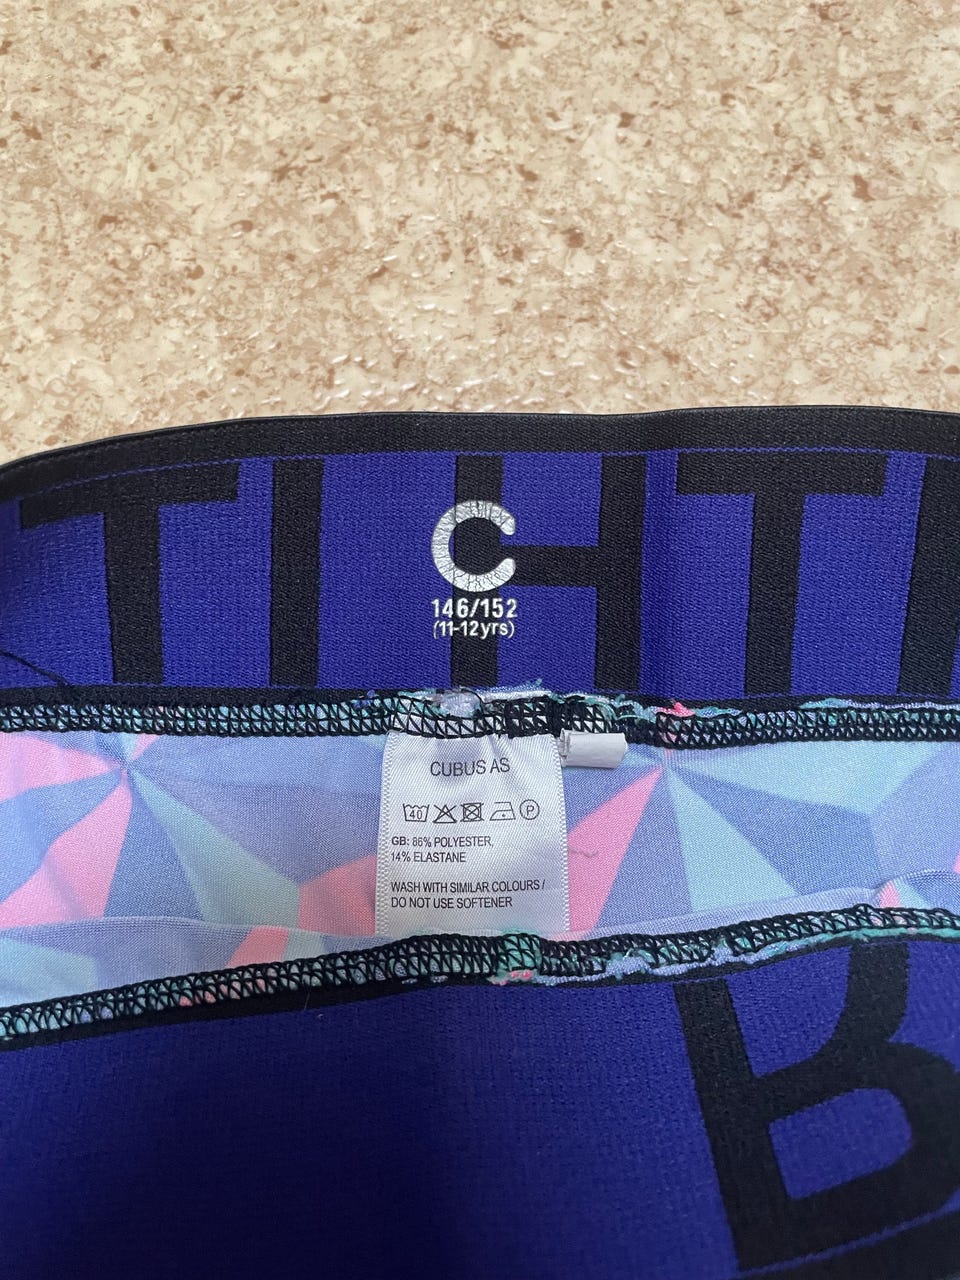 TIHTI
C
146/152
(11-12yrs)
CUBUS AS
40 P
GB: 86% POLYESTER,
14% ELASTANE
WASH WITH SIMILAR COLOURS /
DO NOT USE SOFTENER
B